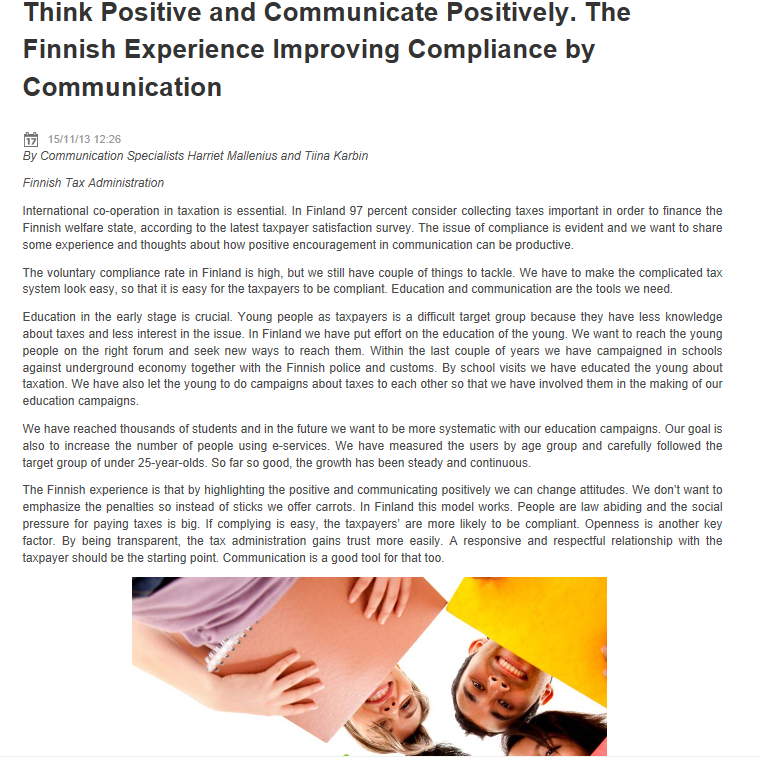 Think Positive and Communicate Positively. The
Finnish Experience Improving Compliance by
Communication
17 15/11/13 12:26
By Communication Specialists Harriet Mallenius and Tiina Karbin
Finnish Tax Administration
International co-operation in taxation is essential. In Finland 97 percent consider collecting taxes important in order to finance the
Finnish welfare state, according to the latest taxpayer satisfaction survey. The issue of compliance is evident and we want to share
some experience and thoughts about how positive encouragement in communication can be productive.
The voluntary compliance rate in Finland is high, but we still have couple of things to tackle. We have to make the complicated tax
system look easy, so that it is easy for the taxpayers to be compliant. Education and communication are the tools we need.
Education in the early stage is crucial. Young people as taxpayers is a difficult target group because they have less knowledge
about taxes and less interest in the issue. In Finland we have put effort on the education of the young. We want to reach the young
people on the right forum and seek new ways to reach them. Within the last couple of years we have campaigned in schools
against underground economy together with the Finnish police and customs. By school visits we have educated the young about
taxation. We have also let the young to do campaigns about taxes to each other so that we have involved them in the making of our
education campaigns.
We have reached thousands of students and in the future we want to be more systematic with our education campaigns. Our goal is
also to increase the number of people using e-services. We have measured the users by age group and carefully followed the
target group of under 25-year-olds. So far so good, the growth has been steady and continuous.
The Finnish experience is that by highlighting the positive and communicating positively we can change attitudes. We don't want to
emphasize the penalties so instead of sticks we offer carrots. In Finland this model works. People are law abiding and the social
pressure for paying taxes is big. If complying is easy, the taxpayers' are more likely to be compliant. Openness is another key
factor. By being transparent, the tax administration gains trust more easily. A responsive and respectful relationship with the
taxpayer should be the starting point. Communication is a good tool for that too.